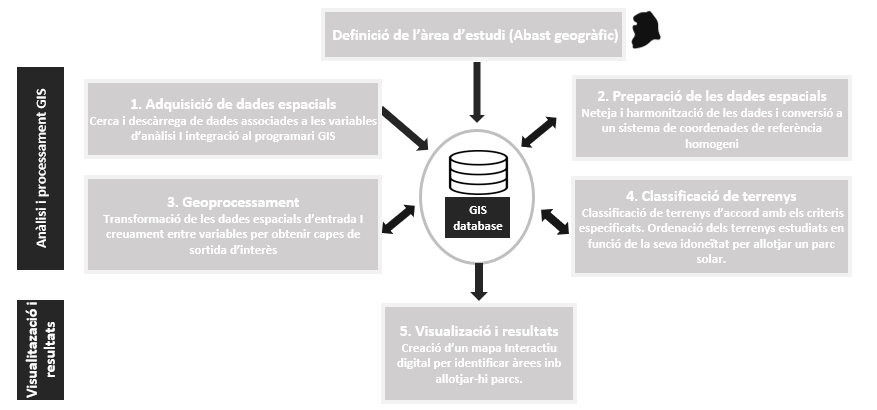 Definició de l'àrea d'estudi (Abast geogràfic)
Anàlisi i processament GIS
1. Adquisició de dades espacials
Cerca i descàrrega de dades associades a les variables
d'anàlisi I integració al programari GIS
2. Preparació de les dades espacials
Neteja i harmonització de les dades i conversió a
un sistema de coordenades de referència
homogeni
GIS
database
3. Geoprocessament
Transformació de les dades espacials d'entrada I
creuament entre variables per obtenir capes de
sortida d'interès
4. Classificació de terrenys
Classificació de terrenys d'accord amb els criteris
especificats. Ordenació dels terrenys estudiats en
funció de la seva idoneïtat per allotjar un parc
solar.
Visualitazació i
resultats
5. Visualizació i resultats
Creació d'un mapa Interactiu
digital per identificar àrees inb
allotjar-hi parcs.